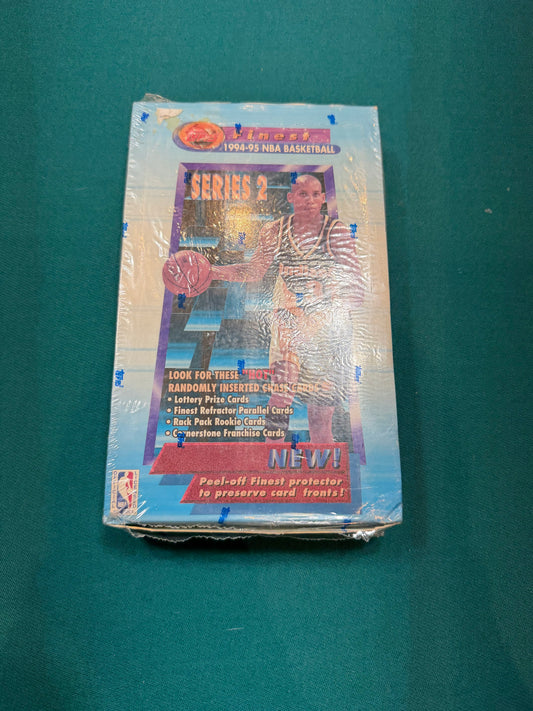 Finest
1994-95 NBA BASKETBALL
SERIES 2
LOOK FOR THESE "HOT"
RANDOMLY INSERTED CHASE CARDS
• Lottery Prize Cards
• Finest Refractor Parallel Cards
• Rack Pack Rookie Cards
• Cornerstone Franchise Cards
NEW!
Peel-off Finest protector
to preserve card fronts!